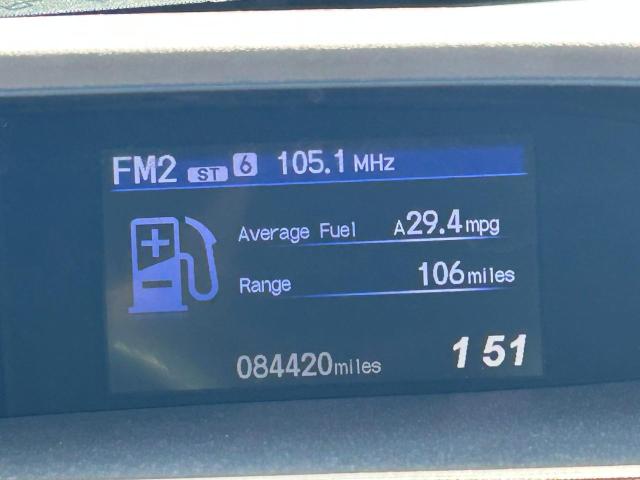 FM2 ST 6 105.1 MHz
Average Fuel A29.4mpg
Range 106miles
084420miles 1 51